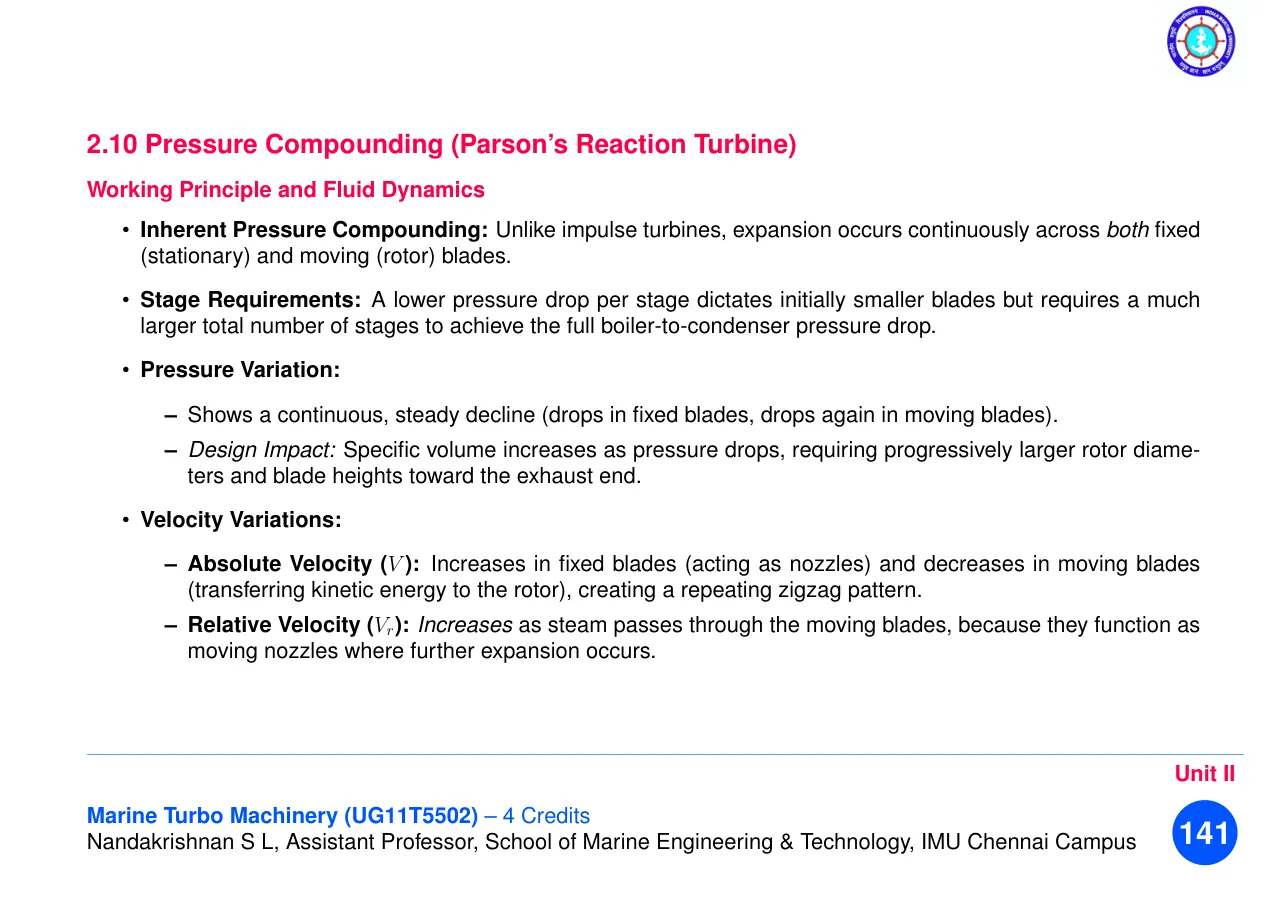 2.10 Pressure Compounding (Parson's Reaction Turbine)
Working Principle and Fluid Dynamics
• Inherent Pressure Compounding: Unlike impulse turbines, expansion occurs continuously across both fixed
(stationary) and moving (rotor) blades.
• Stage Requirements: A lower pressure drop per stage dictates initially smaller blades but requires a much
larger total number of stages to achieve the full boiler-to-condenser pressure drop.
• Pressure Variation:
– Shows a continuous, steady decline (drops in fixed blades, drops again in moving blades).
– Design Impact: Specific volume increases as pressure drops, requiring progressively larger rotor diame-
ters and blade heights toward the exhaust end.
• Velocity Variations:
– Absolute Velocity (V): Increases in fixed blades (acting as nozzles) and decreases in moving blades
(transferring kinetic energy to the rotor), creating a repeating zigzag pattern.
– Relative Velocity (Vr): Increases as steam passes through the moving blades, because they function as
moving nozzles where further expansion occurs.
Unit II
Marine Turbo Machinery (UG11T5502) – 4 Credits
Nandakrishnan S L, Assistant Professor, School of Marine Engineering & Technology, IMU Chennai Campus
141